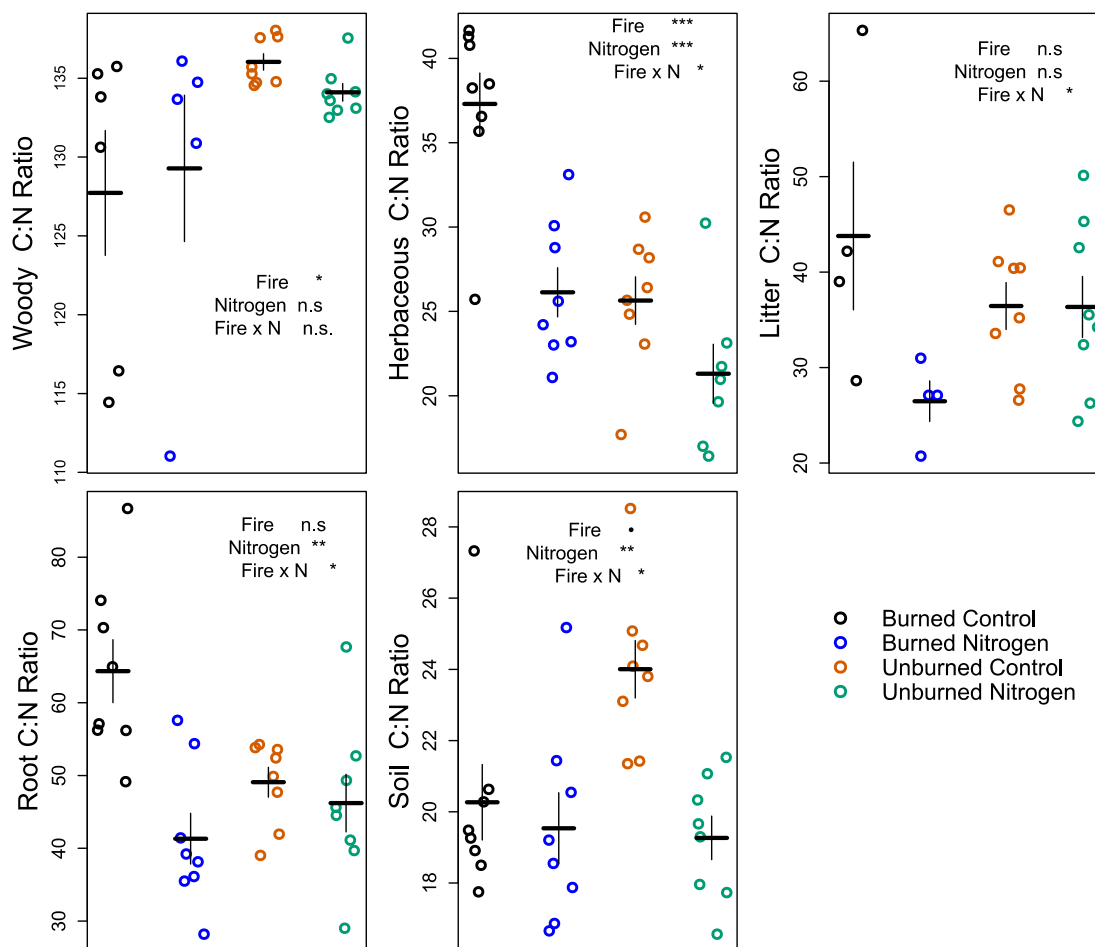 Woody C:N Ratio
110
115
120
125
130
135
Fire *
Nitrogen n.s
Fire x N n.s.
Herbaceous C:N Ratio
20
25
30
35
40
Fire ***
Nitrogen ***
Fire x N *
Litter C:N Ratio
20
30
40
50
60
Fire n.s
Nitrogen n.s
Fire x N *
Root C:N Ratio
30
40
50
60
70
80
Fire n.s
Nitrogen **
Fire x N *
Soil C:N Ratio
18
20
22
24
26
28
Fire •
Nitrogen **
Fire x N *
Burned Control
Burned Nitrogen
Unburned Control
Unburned Nitrogen